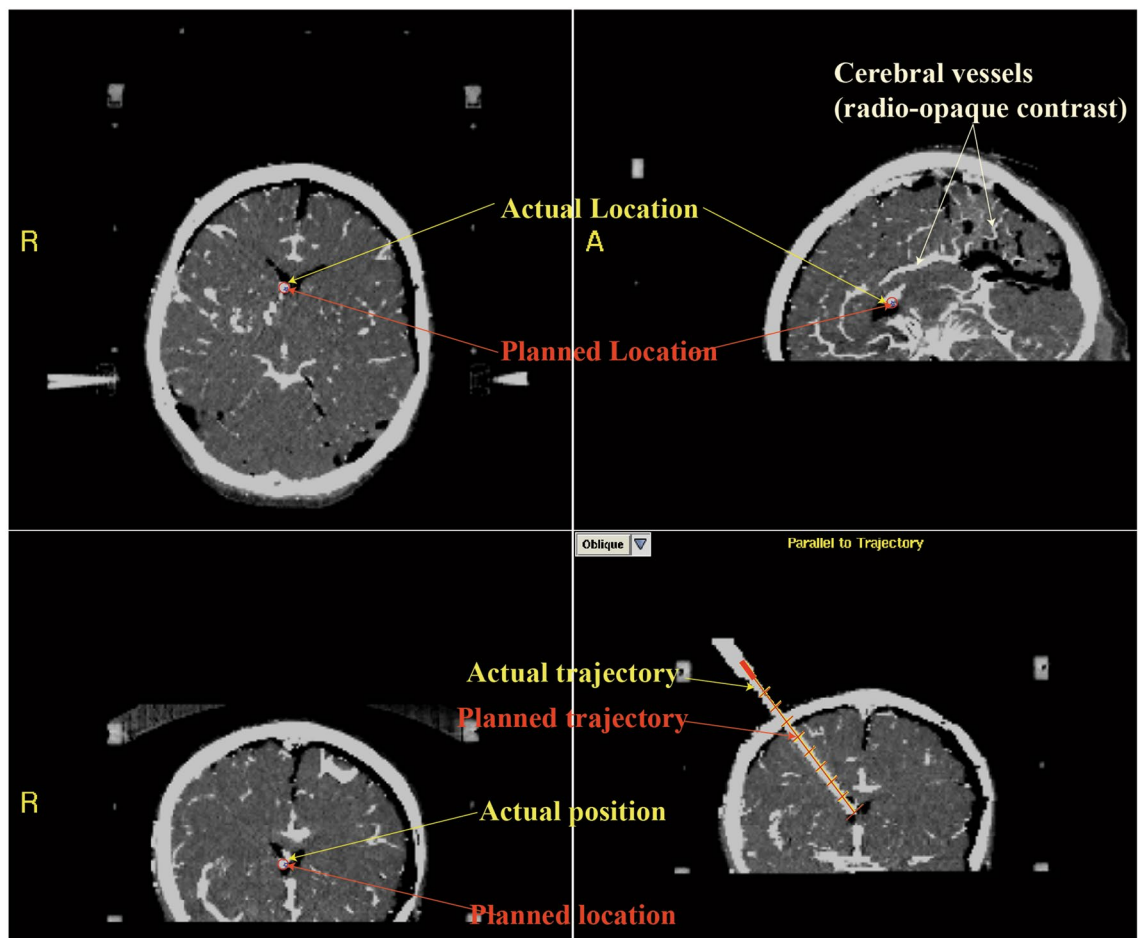 Cerebral vessels
(radio-opaque contrast)
Actual Location
R
A
Planned Location
Oblique
Parallel to Trajectory
Actual trajectory
Planned trajectory
R
Actual position
Planned location